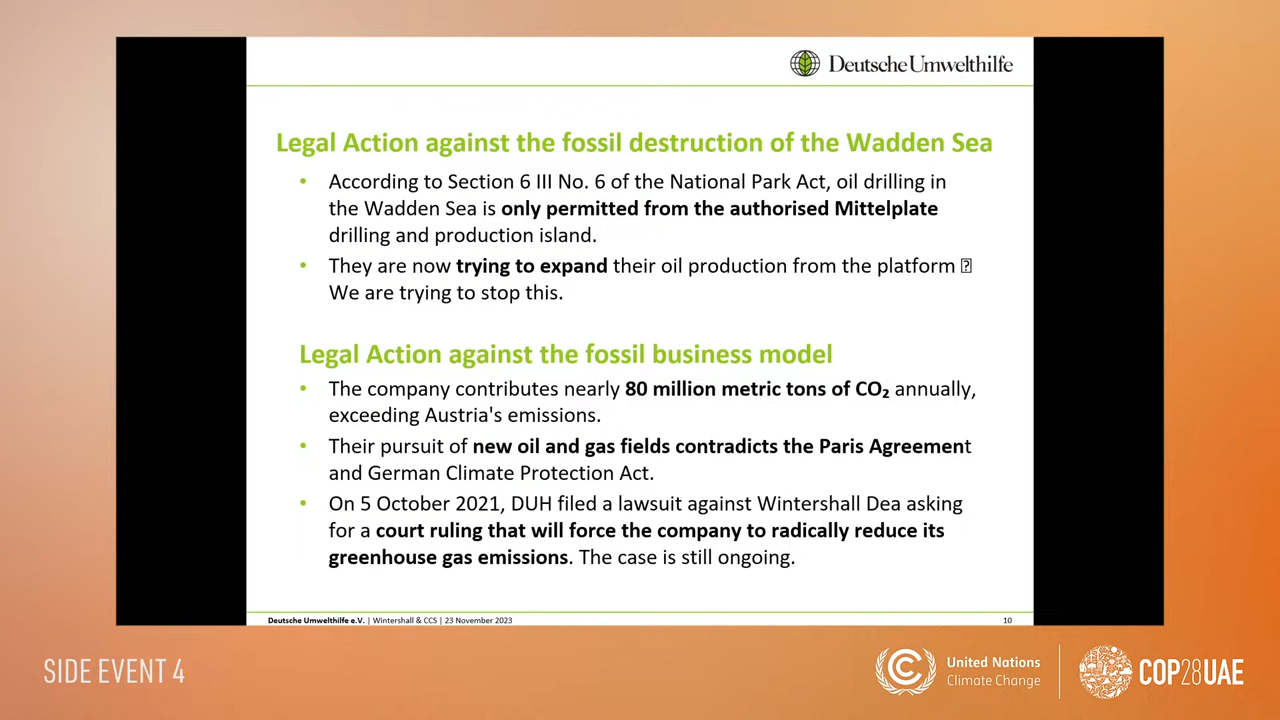 Deutsche Umwelthilfe
Legal Action against the fossil destruction of the Wadden Sea
• According to Section 6 III No. 6 of the National Park Act, oil drilling in
the Wadden Sea is only permitted from the authorised Mittelplate
drilling and production island.
• They are now trying to expand their oil production from the platform
We are trying to stop this.
Legal Action against the fossil business model
• The company contributes nearly 80 million metric tons of CO₂ annually,
exceeding Austria's emissions.
• Their pursuit of new oil and gas fields contradicts the Paris Agreement
and German Climate Protection Act.
• On 5 October 2021, DUH filed a lawsuit against Wintershall Dea asking
for a court ruling that will force the company to radically reduce its
greenhouse gas emissions. The case is still ongoing.
Deutsche Umwelthilfe e.V. | Wintershall & CCS | 23 November 2023 10
SIDE EVENT 4
United Nations
Climate Change
COP28UAE